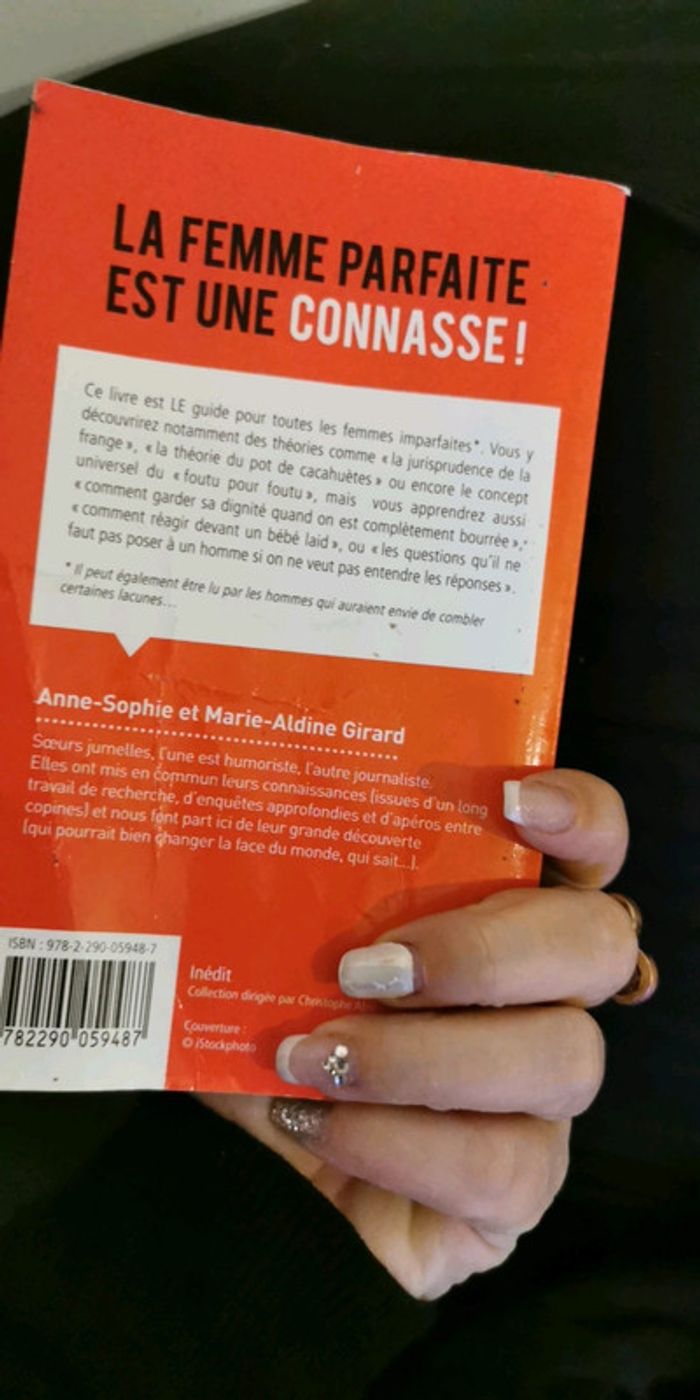 LA FEMME PARFAITE
EST UNE CONNASSE !
Ce livre est LE guide pour toutes les femmes imparfaites*. Vous y
découvrirez notamment des théories comme « la jurisprudence de la
frange », « la théorie du pot de cacahuètes » ou encore le concept
universel du « foutu pour foutu », mais vous apprendrez aussi
« comment garder sa dignité quand on est complètement bourrée »,
« comment réagir devant un bébé laid », ou « les questions qu'il ne
faut pas poser à un homme si on ne veut pas entendre les réponses ».
* Il peut également être lu par les hommes qui auraient envie de combler
certaines lacunes...
Anne-Sophie et Marie-Aldine Girard
Sœurs jumelles, l'une est humoriste, l'autre journaliste.
Elles ont mis en commun leurs connaissances (issues d'un long
travail de recherche, d'enquêtes approfondies et d'apéros entre
copines) et nous font part ici de leur grande découverte
(qui pourrait bien changer la face du monde, qui sait...).
ISBN : 978-2-290-05948-7
782290 059487
Inédit
Collection dirigée par Christophe
Couverture :
© iStockphoto